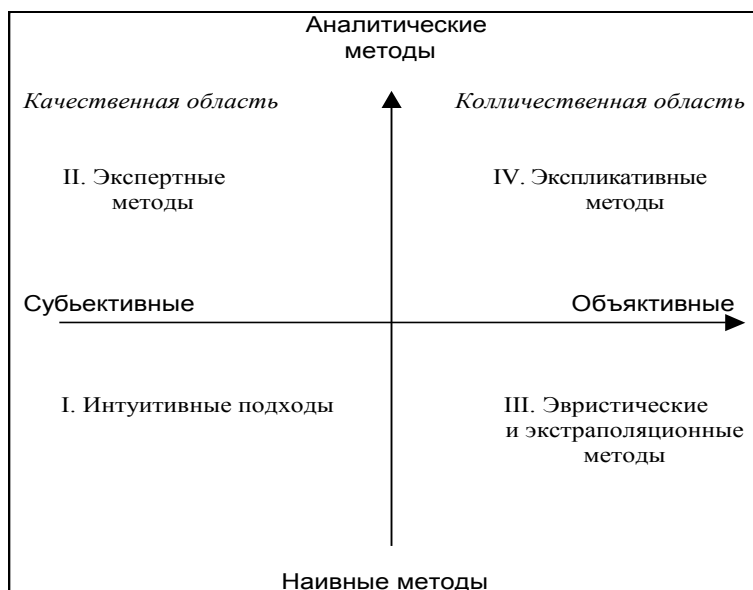 Аналитические
методы
Качественная область
Колличественная область
II. Экспертные
методы
IV. Экспликативные
методы
Субьективные
Объяктивные
I. Интуитивные подходы
III. Эвристические
и экстраполяционные
методы
Наивные методы